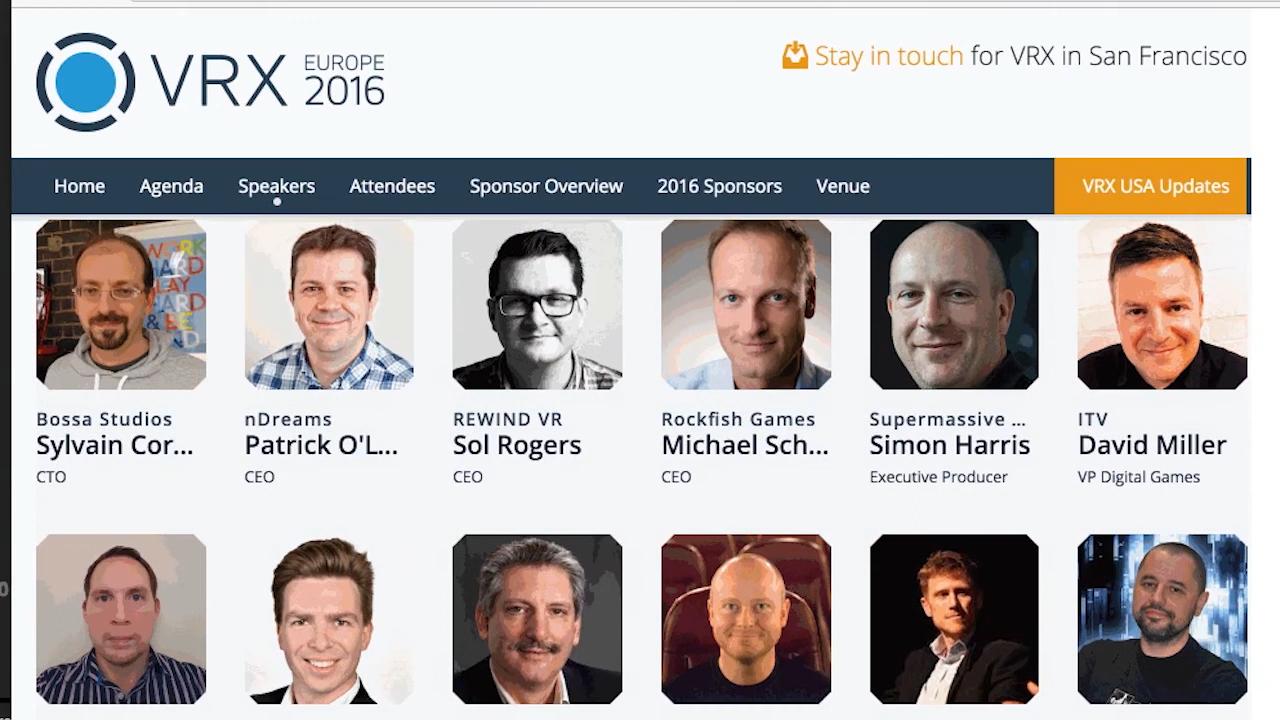 VRX EUROPE 2016
Stay in touch for VRX in San Francisco
Home Agenda Speakers Attendees Sponsor Overview 2016 Sponsors Venue VRX USA Updates
Bossa Studios nDreams REWIND VR Rockfish Games Supermassive ... ITV
Sylvain Cor... Patrick O'L... Sol Rogers Michael Sch... Simon Harris David Miller
CTO CEO CEO CEO Executive Producer VP Digital Games